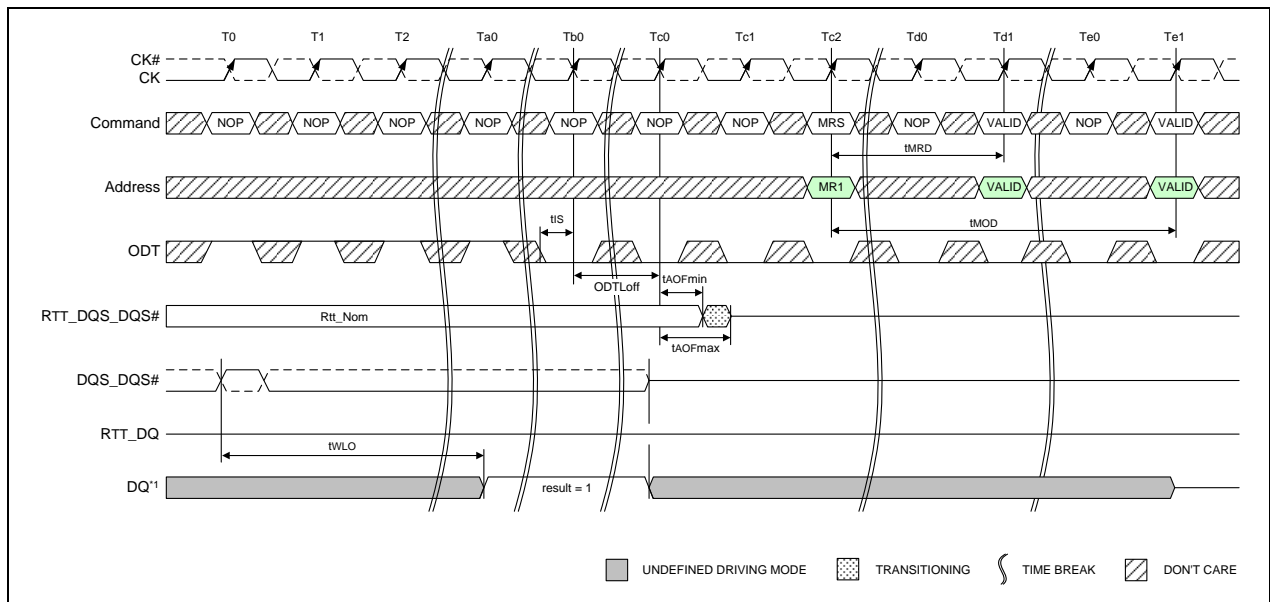 T0 T1 T2 Ta0 Tb0 Tc0 Tc1 Tc2 Td0 Td1 Te0 Te1
CK#
CK
Command NOP NOP NOP NOP NOP NOP NOP MRS NOP VALID NOP VALID
tMRD
Address MR1 VALID VALID
tIS tMOD
ODT
ODTLoff tAOFmin
RTT_DQS_DQS# Rtt_Nom
tAOFmax
DQS_DQS#
RTT_DQ
tWLO
DQ*1 result = 1
UNDEFINED DRIVING MODE TRANSITIONING TIME BREAK DON'T CARE